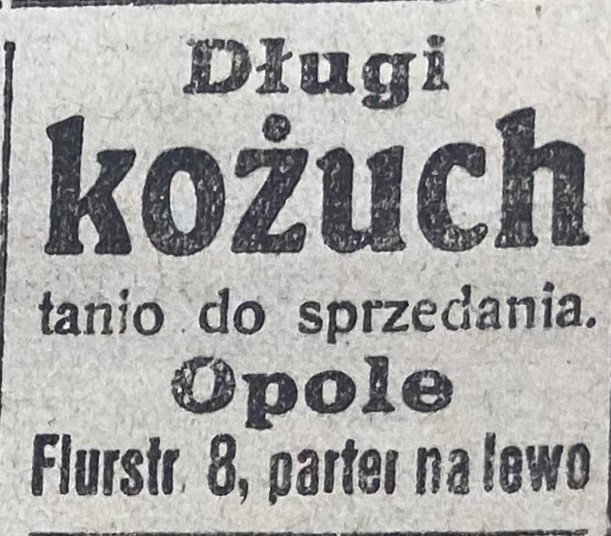 Długi
kożuch
tanio do sprzedania.
Opole
Flurstr. 8, parter na lewo